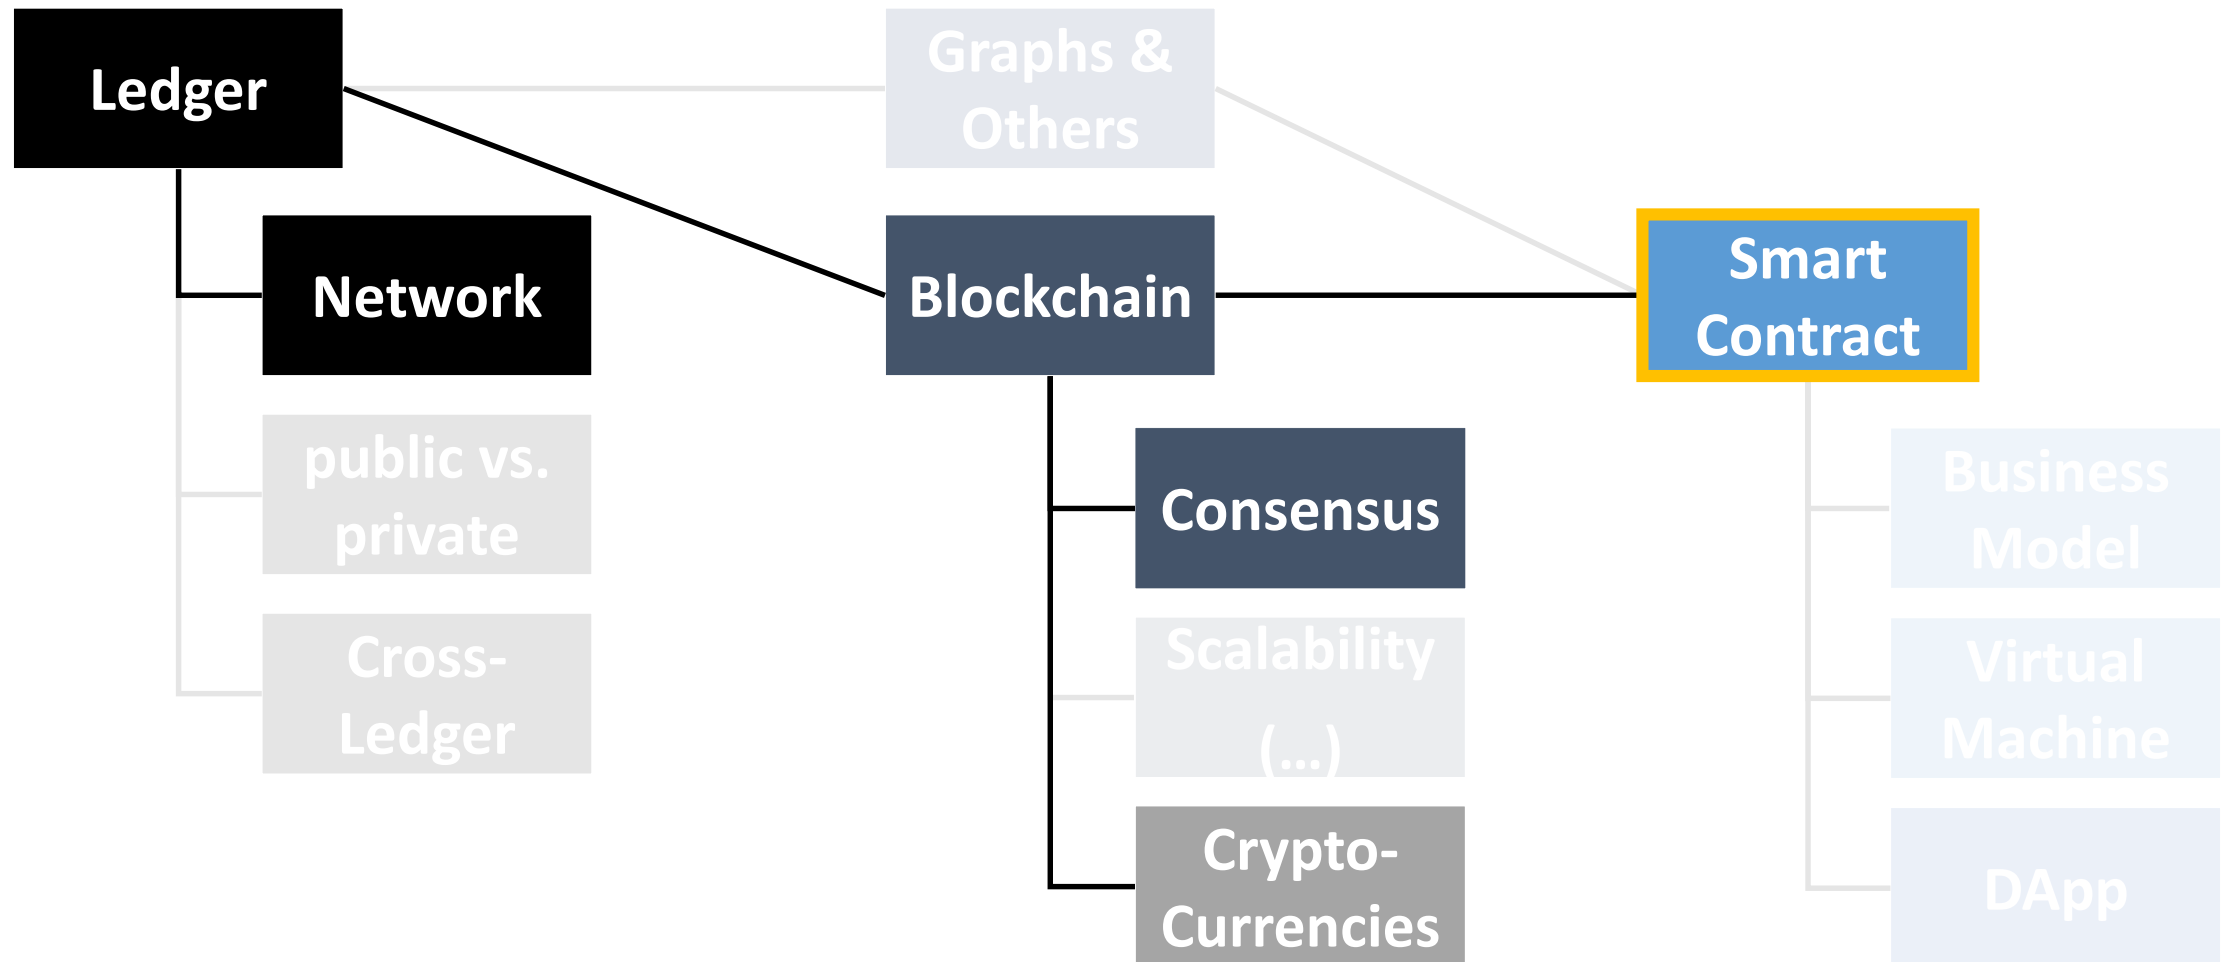 Ledger
Graphs &
Others
Network
Blockchain
Smart
Contract
public vs.
private
Consensus
Business
Model
Cross-
Ledger
Scalability
(...)
Virtual
Machine
Crypto-
Currencies
DApp